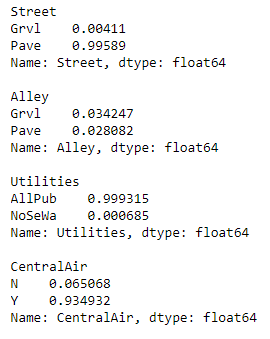 Street
Grvl    0.00411
Pave    0.99589
Name: Street, dtype: float64

Alley
Grvl    0.034247
Pave    0.028082
Name: Alley, dtype: float64

Utilities
AllPub    0.999315
NoSeWa    0.000685
Name: Utilities, dtype: float64

CentralAir
N    0.065068
Y    0.934932
Name: CentralAir, dtype: float64